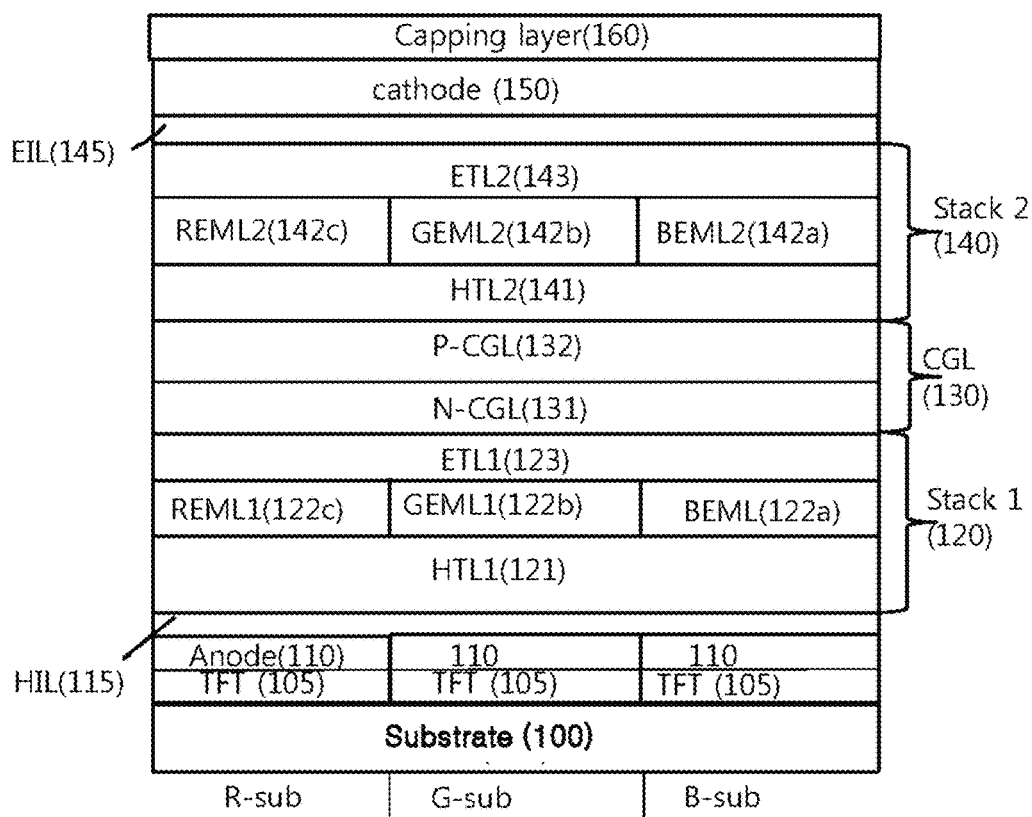 Capping layer(160)
cathode (150)
EIL(145)
ETL2(143)
REML2(142c) GEML2(142b) BEML2(142a)
Stack 2
(140)
HTL2(141)
P-CGL(132)
CGL
(130)
N-CGL(131)
ETL1(123)
REML1(122c) GEML1(122b) BEML(122a)
Stack 1
(120)
HTL1(121)
Anode(110) 110 110
HIL(115)
TFT (105) TFT (105) TFT (105)
Substrate (100)
R-sub G-sub B-sub